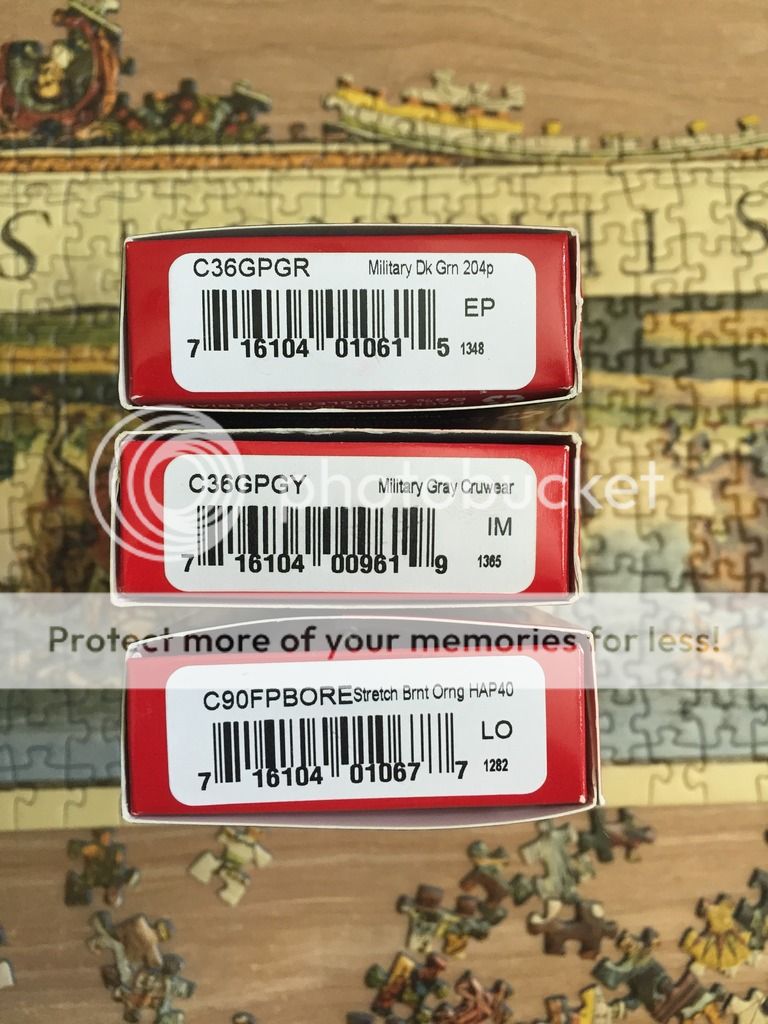 C36GPGR Military Dk Grn 204p
EP
7 16104 01061 5 1348
C36GPGY Military Gray Cruwear
photobucket
IM
7 16104 00961 9 1365
Protect more of your memories for less!
C90FPBORE Stretch Brnt Orng HAP40
LO
7 16104 01067 7 1282